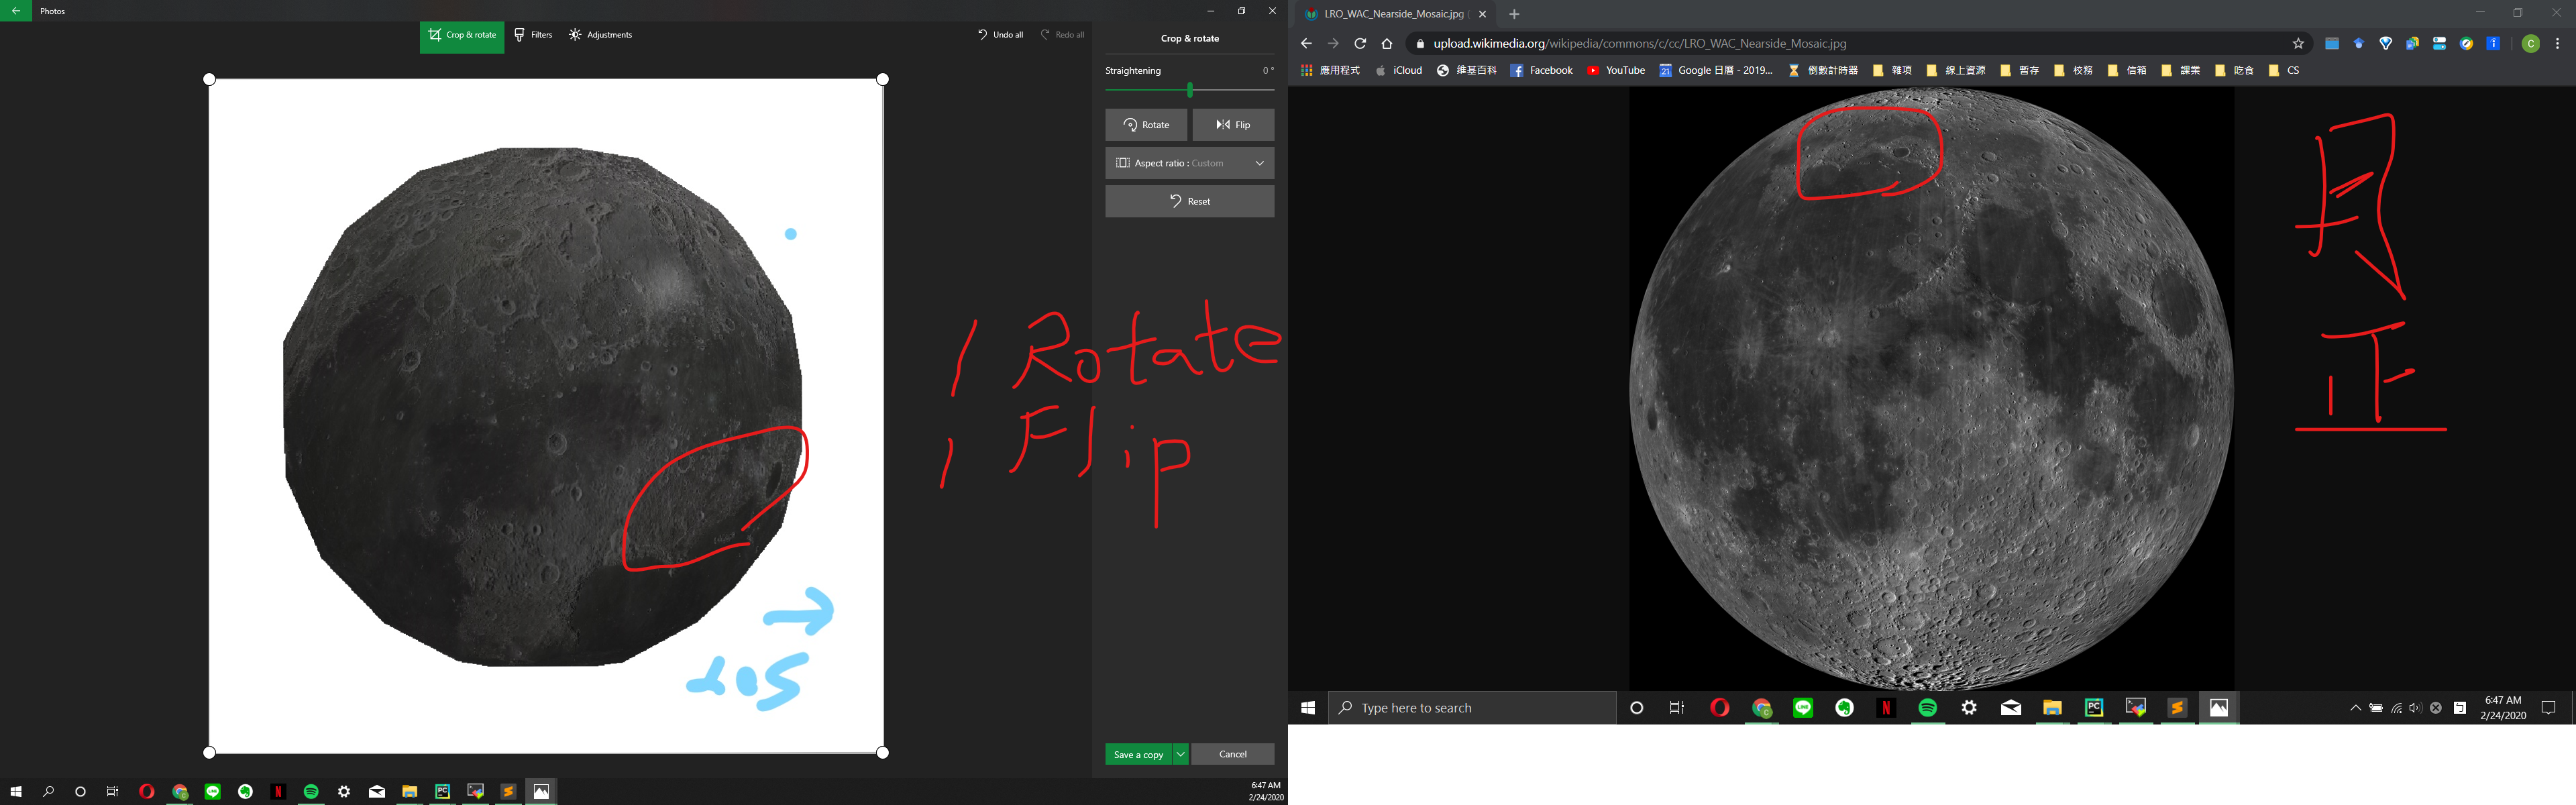 Photos
Crop & rotate
Filters
Adjustments
Undo all
Redo all
Crop & rotate
Straightening
0 °
Rotate
Flip
Aspect ratio : Custom
Reset
1 Rotate
1 Flip
Save a copy
Cancel
6:47 AM
2/24/2020
LRO_WAC_Nearside_Mosaic.jpg
upload.wikimedia.org/wikipedia/commons/c/cc/LRO_WAC_Nearside_Mosaic.jpg
應用程式
iCloud
維基百科
Facebook
YouTube
Google 日曆 - 2019...
倒數計時器
雜項
線上資源
暫存
校務
信箱
課業
吃食
CS
正
Type here to search
6:47 AM
2/24/2020